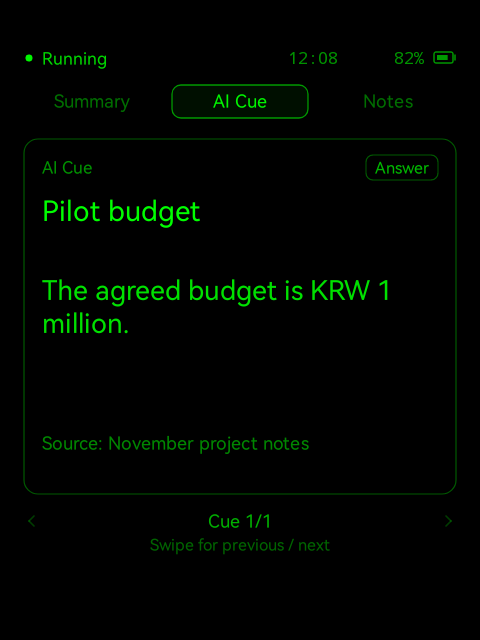 Running
12:08
82%
Summary
AI Cue
Notes
AI Cue
Answer
Pilot budget
The agreed budget is KRW 1
million.
Source: November project notes
Cue 1/1
Swipe for previous / next